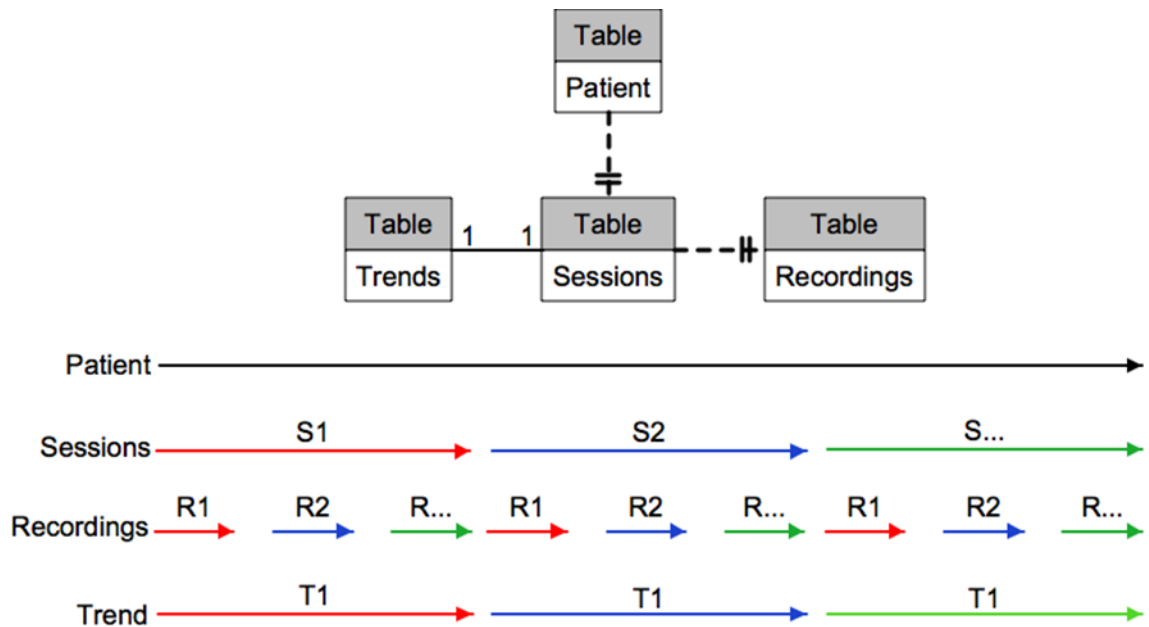 Table
Patient
Table
Trends
1 1
Table
Sessions
Table
Recordings
Patient
Sessions S1 S2 S...
Recordings R1 R2 R... R1 R2 R... R1 R2 R...
Trend T1 T1 T1